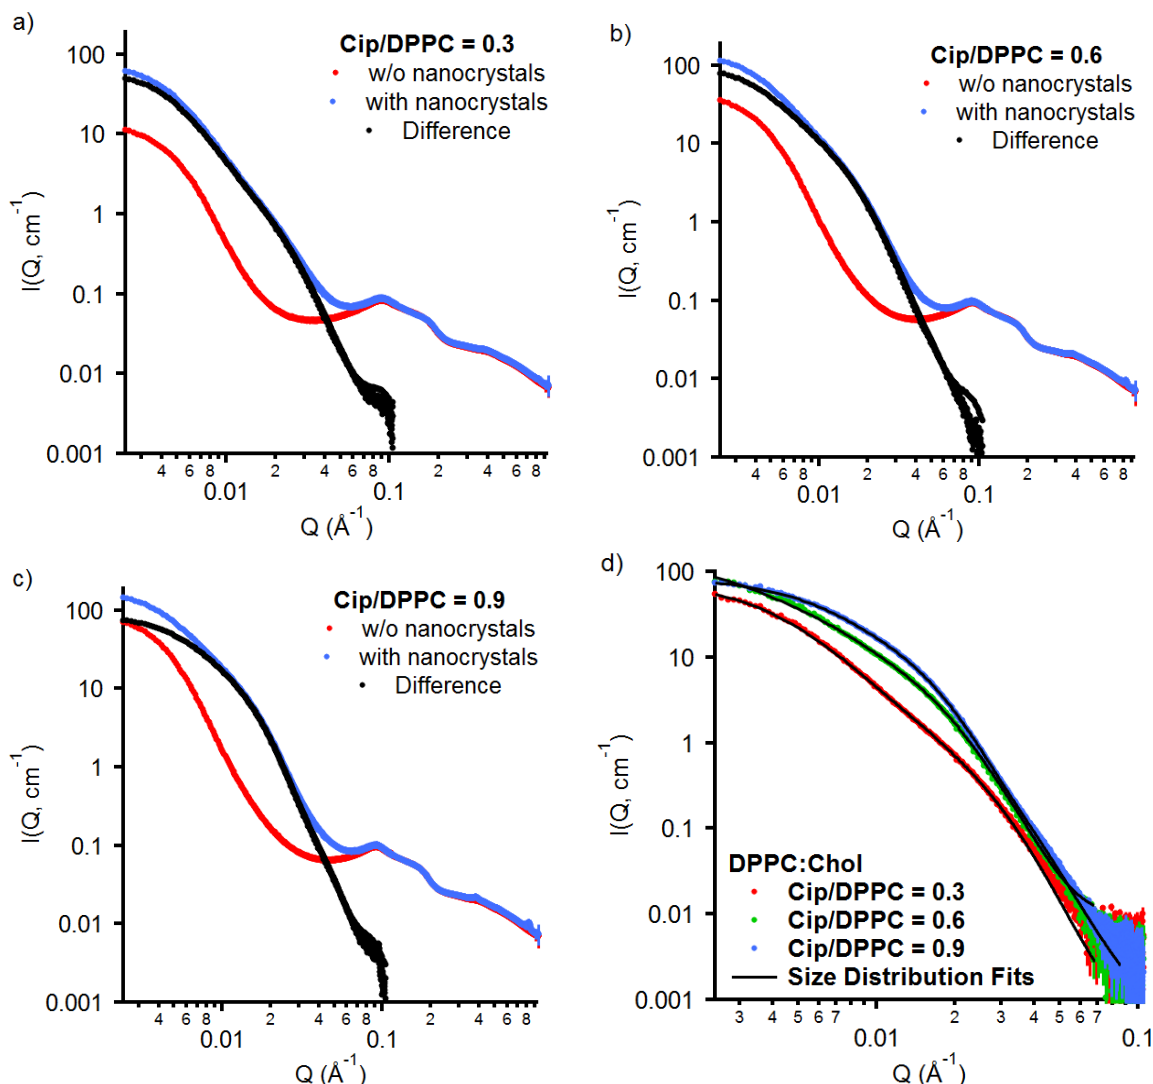 a)
Cip/DPPC = 0.3
w/o nanocrystals
with nanocrystals
Difference
100
10
1
0.1
0.01
0.001
I(Q, cm⁻¹)
4 6 8 2 4 6 8 2 4 6 8
0.01 0.1
Q (Å⁻¹)
b)
Cip/DPPC = 0.6
w/o nanocrystals
with nanocrystals
Difference
100
10
1
0.1
0.01
0.001
I(Q, cm⁻¹)
4 6 8 2 4 6 8 2 4 6 8
0.01 0.1
Q (Å⁻¹)
c)
Cip/DPPC = 0.9
w/o nanocrystals
with nanocrystals
Difference
100
10
1
0.1
0.01
0.001
I(Q, cm⁻¹)
4 6 8 2 4 6 8 2 4 6 8
0.01 0.1
Q (Å⁻¹)
d)
100
10
1
0.1
0.01
0.001
I(Q, cm⁻¹)
DPPC:Chol
Cip/DPPC = 0.3
Cip/DPPC = 0.6
Cip/DPPC = 0.9
Size Distribution Fits
3 4 5 6 7 2 3 4 5 6 7
0.01 0.1
Q (Å⁻¹)